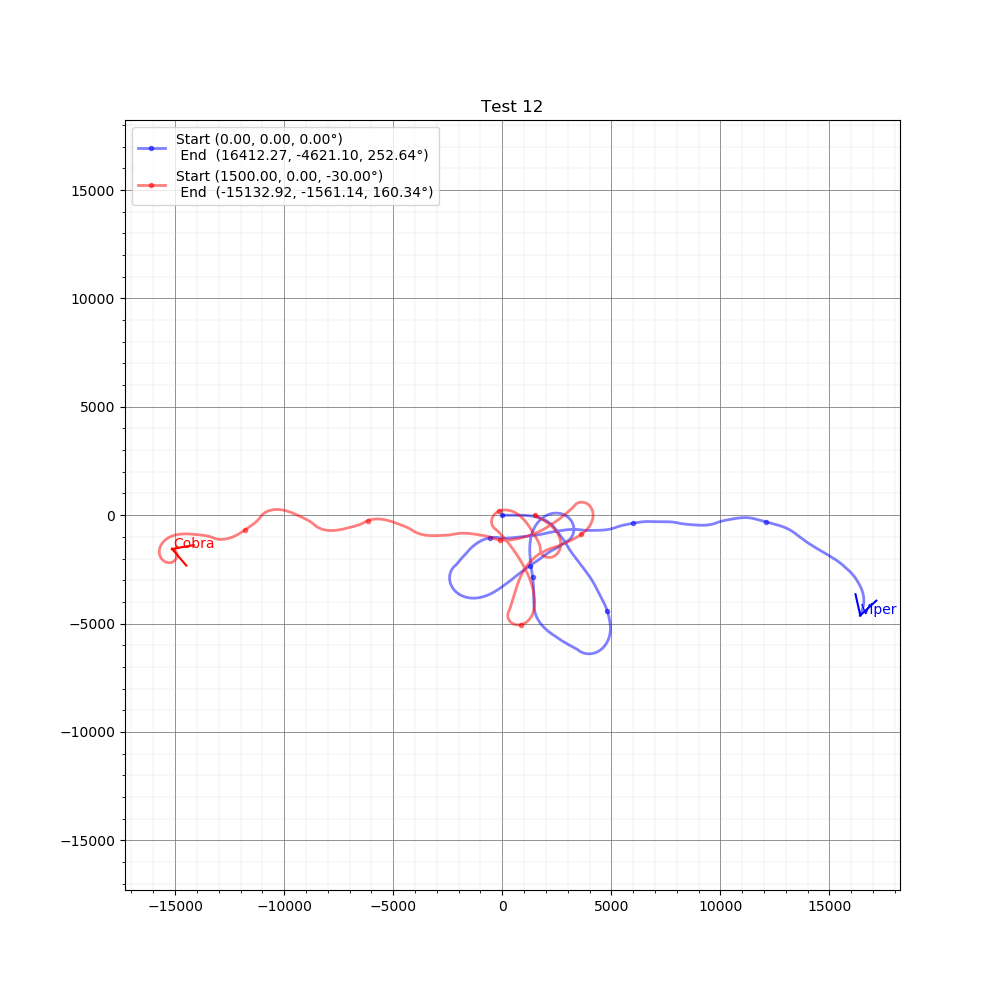 Test 12
Start (0.00, 0.00, 0.00°)
End (16412.27, -4621.10, 252.64°)
Start (1500.00, 0.00, -30.00°)
End (-15132.92, -1561.14, 160.34°)
15000
10000
5000
0
−5000
−10000
−15000
Cobra
Viper
−15000 −10000 −5000 0 5000 10000 15000